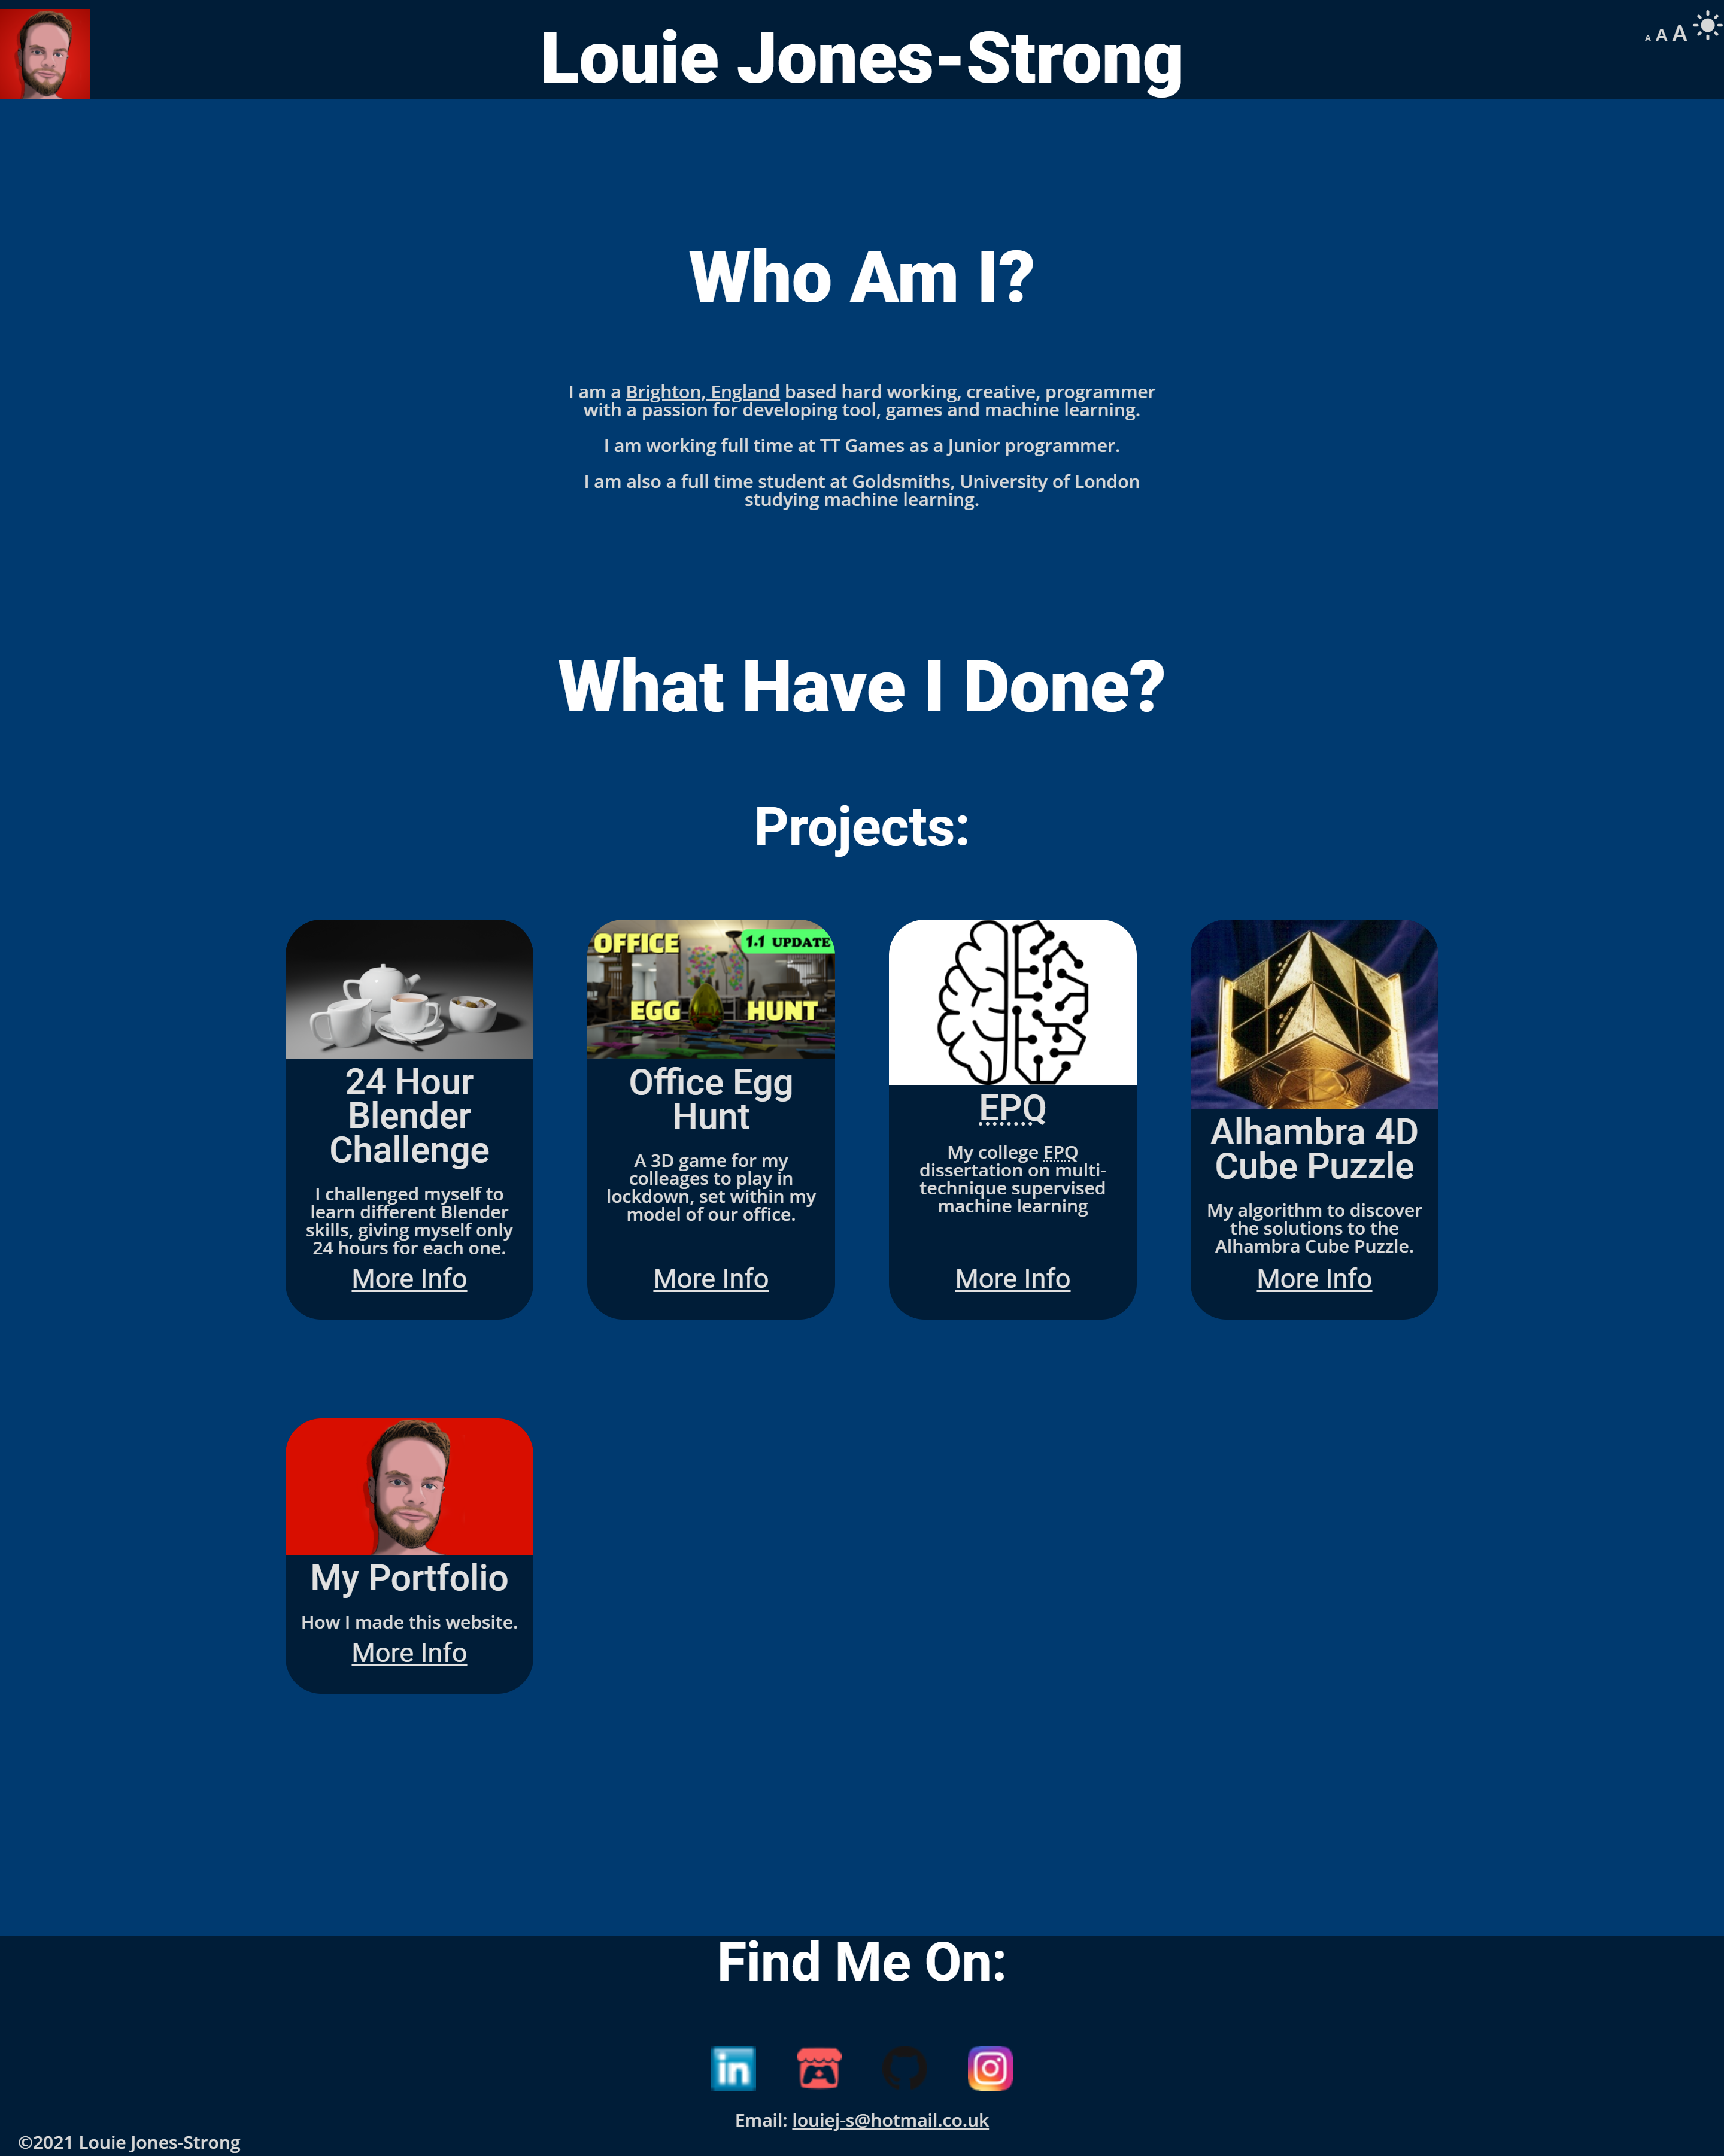 Louie Jones-Strong
A A A
Who Am I?
I am a Brighton, England based hard working, creative, programmer
with a passion for developing tool, games and machine learning.
I am working full time at TT Games as a Junior programmer.
I am also a full time student at Goldsmiths, University of London
studying machine learning.
What Have I Done?
Projects:
24 Hour
Blender
Challenge
I challenged myself to
learn different Blender
skills, giving myself only
24 hours for each one.
More Info
OFFICE
1.1 UPDATE
EGG HUNT
Office Egg
Hunt
A 3D game for my
colleages to play in
lockdown, set within my
model of our office.
More Info
EPQ
My college EPQ
dissertation on multi-
technique supervised
machine learning
More Info
Alhambra 4D
Cube Puzzle
My algorithm to discover
the solutions to the
Alhambra Cube Puzzle.
More Info
My Portfolio
How I made this website.
More Info
Find Me On:
in
Email: louiej-s@hotmail.co.uk
©2021 Louie Jones-Strong